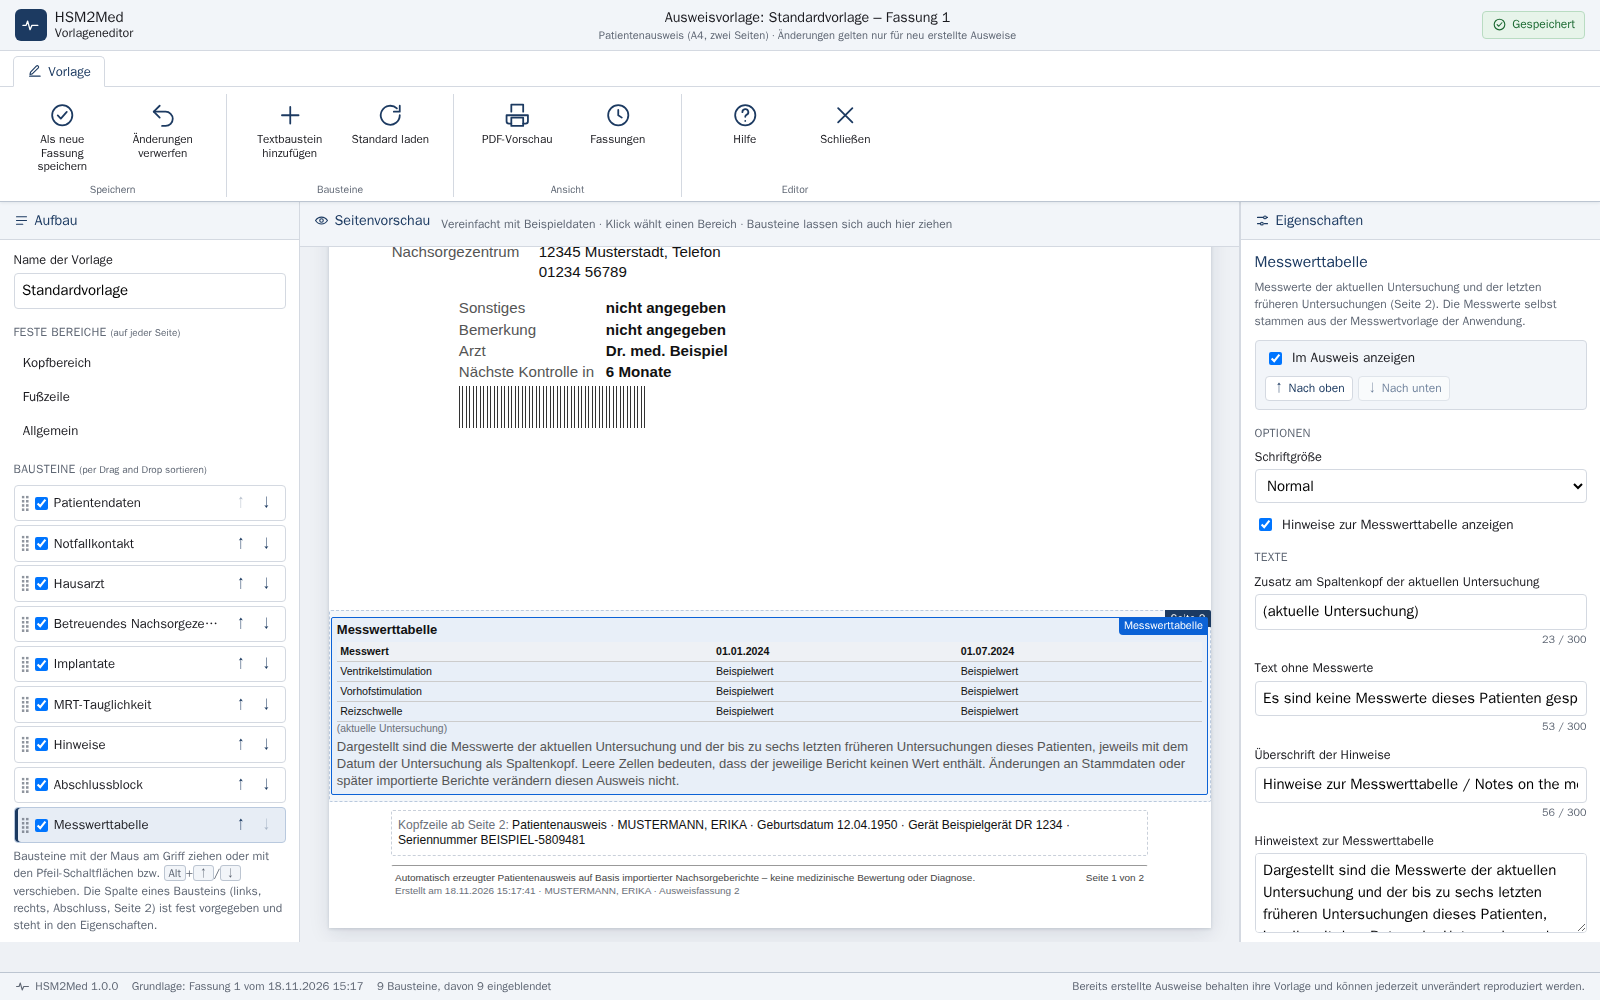 HSM2Med
Vorlageneditor
Ausweisvorlage: Standardvorlage – Fassung 1
Patientenausweis (A4, zwei Seiten) · Änderungen gelten nur für neu erstellte Ausweise
Gespeichert
Vorlage
Als neue
Fassung
speichern
Änderungen
verwerfen
Speichern
Textbaustein
hinzufügen
Standard laden
Bausteine
PDF-Vorschau
Fassungen
Ansicht
Hilfe
Schließen
Editor
Aufbau
Name der Vorlage
Standardvorlage
FESTE BEREICHE (auf jeder Seite)
Kopfbereich
Fußzeile
Allgemein
BAUSTEINE (per Drag and Drop sortieren)
Patientendaten ↑ ↓
Notfallkontakt ↑ ↓
Hausarzt ↑ ↓
Betreuendes Nachsorgeze··· ↑ ↓
Implantate ↑ ↓
MRT-Tauglichkeit ↑ ↓
Hinweise ↑ ↓
Abschlussblock ↑ ↓
Messwerttabelle ↑ ↓
Bausteine mit der Maus am Griff ziehen oder mit
den Pfeil-Schaltflächen bzw. Alt+↑/↓
verschieben. Die Spalte eines Bausteins (links,
rechts, Abschluss, Seite 2) ist fest vorgegeben und
steht in den Eigenschaften.
Seitenvorschau
Vereinfacht mit Beispieldaten · Klick wählt einen Bereich · Bausteine lassen sich auch hier ziehen
Nachsorgezentrum 12345 Musterstadt, Telefon
01234 56789
Sonstiges nicht angegeben
Bemerkung nicht angegeben
Arzt Dr. med. Beispiel
Nächste Kontrolle in 6 Monate
Messwerttabelle
Messwerttabelle
Messwert 01.01.2024 01.07.2024
Ventrikelstimulation Beispielwert Beispielwert
Vorhofstimulation Beispielwert Beispielwert
Reizschwelle Beispielwert Beispielwert
(aktuelle Untersuchung)
Dargestellt sind die Messwerte der aktuellen Untersuchung und der bis zu sechs letzten früheren Untersuchungen dieses Patienten, jeweils mit dem
Datum der Untersuchung als Spaltenkopf. Leere Zellen bedeuten, dass der jeweilige Bericht keinen Wert enthält. Änderungen an Stammdaten oder
später importierte Berichte verändern diesen Ausweis nicht.
Kopfzeile ab Seite 2: Patientenausweis · MUSTERMANN, ERIKA · Geburtsdatum 12.04.1950 · Gerät Beispielgerät DR 1234 ·
Seriennummer BEISPIEL-5809481
Automatisch erzeugter Patientenausweis auf Basis importierter Nachsorgeberichte – keine medizinische Bewertung oder Diagnose. Seite 1 von 2
Erstellt am 18.11.2026 15:17:41 · MUSTERMANN, ERIKA · Ausweisfassung 2
Eigenschaften
Messwerttabelle
Messwerte der aktuellen Untersuchung und der letzten
früheren Untersuchungen (Seite 2). Die Messwerte selbst
stammen aus der Messwertvorlage der Anwendung.
Im Ausweis anzeigen
↑ Nach oben
↓ Nach unten
OPTIONEN
Schriftgröße
Normal
Hinweise zur Messwerttabelle anzeigen
TEXTE
Zusatz am Spaltenkopf der aktuellen Untersuchung
(aktuelle Untersuchung)
23 / 300
Text ohne Messwerte
Es sind keine Messwerte dieses Patienten gesp
53 / 300
Überschrift der Hinweise
Hinweise zur Messwerttabelle / Notes on the m
56 / 300
Hinweistext zur Messwerttabelle
Dargestellt sind die Messwerte der aktuellen
Untersuchung und der bis zu sechs letzten
früheren Untersuchungen dieses Patienten,
HSM2Med 1.0.0
Grundlage: Fassung 1 vom 18.11.2026 15:17
9 Bausteine, davon 9 eingeblendet
Bereits erstellte Ausweise behalten ihre Vorlage und können jederzeit unverändert reproduziert werden.